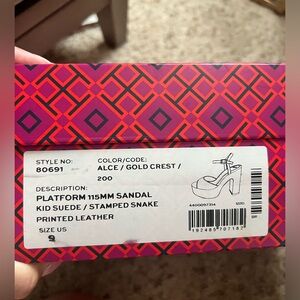 STYLE NO:
80691
COLOR/CODE:
ALCE / GOLD CREST /
200
DESCRIPTION:
PLATFORM 115MM SANDAL
KID SUEDE / STAMPED SNAKE
PRINTED LEATHER
SIZE US
9